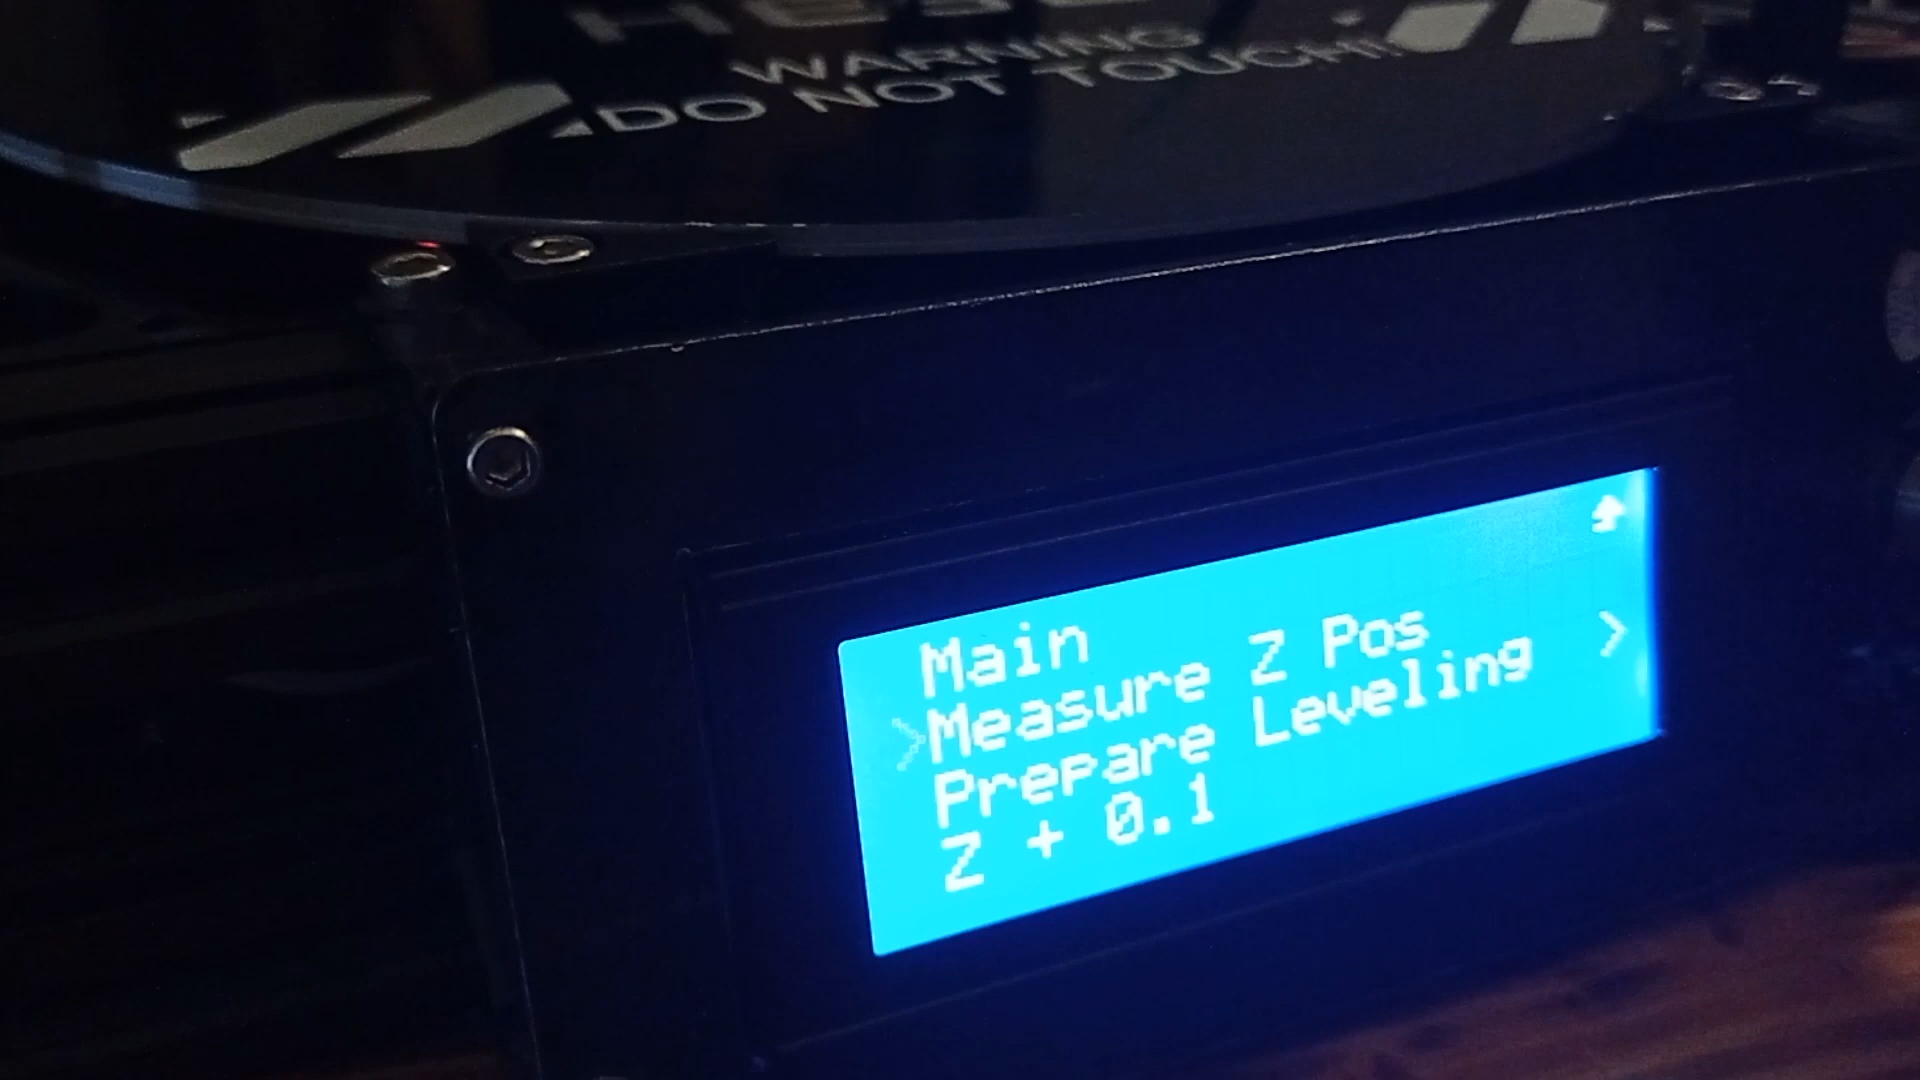 WARNING
DO NOT TOUCH!
Main
>Measure Z Pos
Prepare Leveling >
Z + 0.1